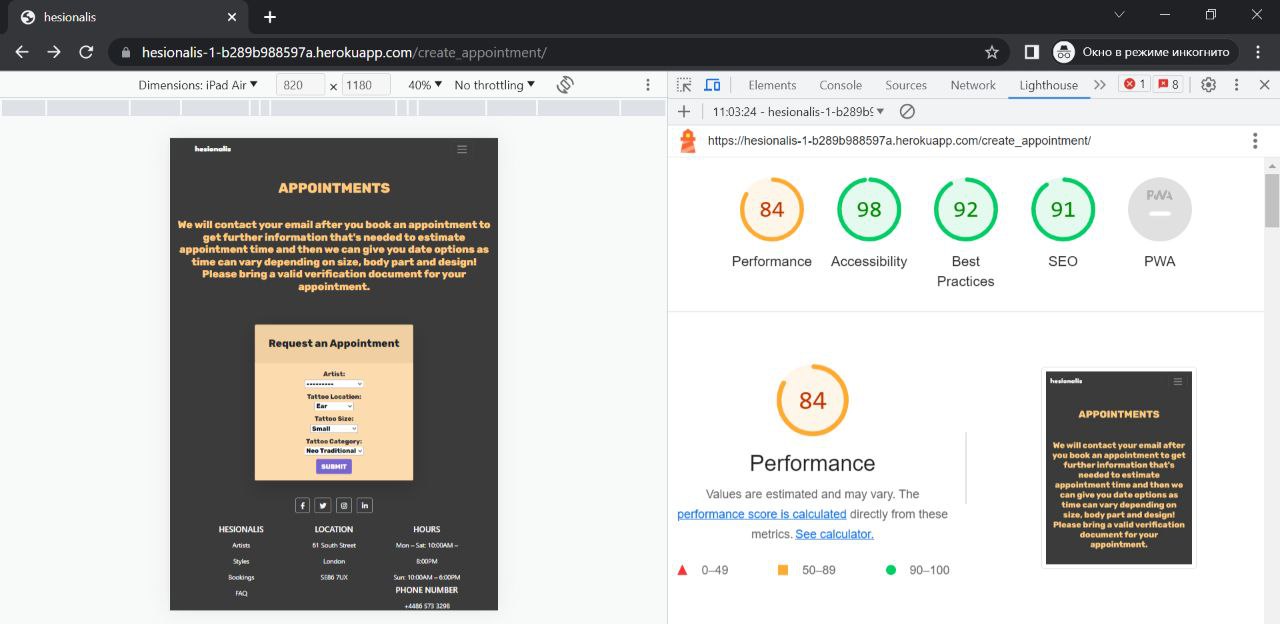 hesionalis
hesionalis-1-b289b988597a.herokuapp.com/create_appointment/
Окно в режиме инкогнито
Dimensions: iPad Air 820 × 1180 40% No throttling
Elements Console Sources Network Lighthouse 1 8
11:03:24 - hesionalis-1-b289b9
https://hesionalis-1-b289b988597a.herokuapp.com/create_appointment/
hesionalis
APPOINTMENTS
We will contact your email after you book an appointment to
get further information that's needed to estimate
appointment time and then we can give you date options as
time can vary depending on size, body part and design!
Please bring a valid verification document for your
appointment.
Request an Appointment
Artist:
---------
Tattoo Location:
Ear
Tattoo Size:
Small
Tattoo Category:
Neo Traditional
SUBMIT
HESIONALIS
Artists
Styles
Bookings
FAQ
LOCATION
61 South Street
London
SE86 7UX
HOURS
Mon – Sat: 10:00AM –
8:00PM
Sun: 10:00AM – 6:00PM
PHONE NUMBER
+4486 573 3298
84 98 92 91 PWA
Performance Accessibility Best Practices SEO PWA
84
Performance
Values are estimated and may vary. The
performance score is calculated directly from these
metrics. See calculator.
0–49 50–89 90–100
hesionalis
APPOINTMENTS
We will contact your email after
you book an appointment to get
further information that's
needed to estimate
appointment time and then we
can give you date options as
time can vary depending on
size, body part and design!
Please bring a valid verification
document for your
appointment.